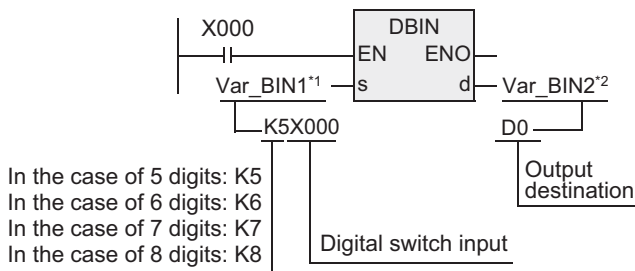 X000
DBIN
EN ENO
Var_BIN1*1 s d Var_BIN2*2
K5X000 D0
Output
destination
In the case of 5 digits: K5
In the case of 6 digits: K6
In the case of 7 digits: K7
In the case of 8 digits: K8
Digital switch input